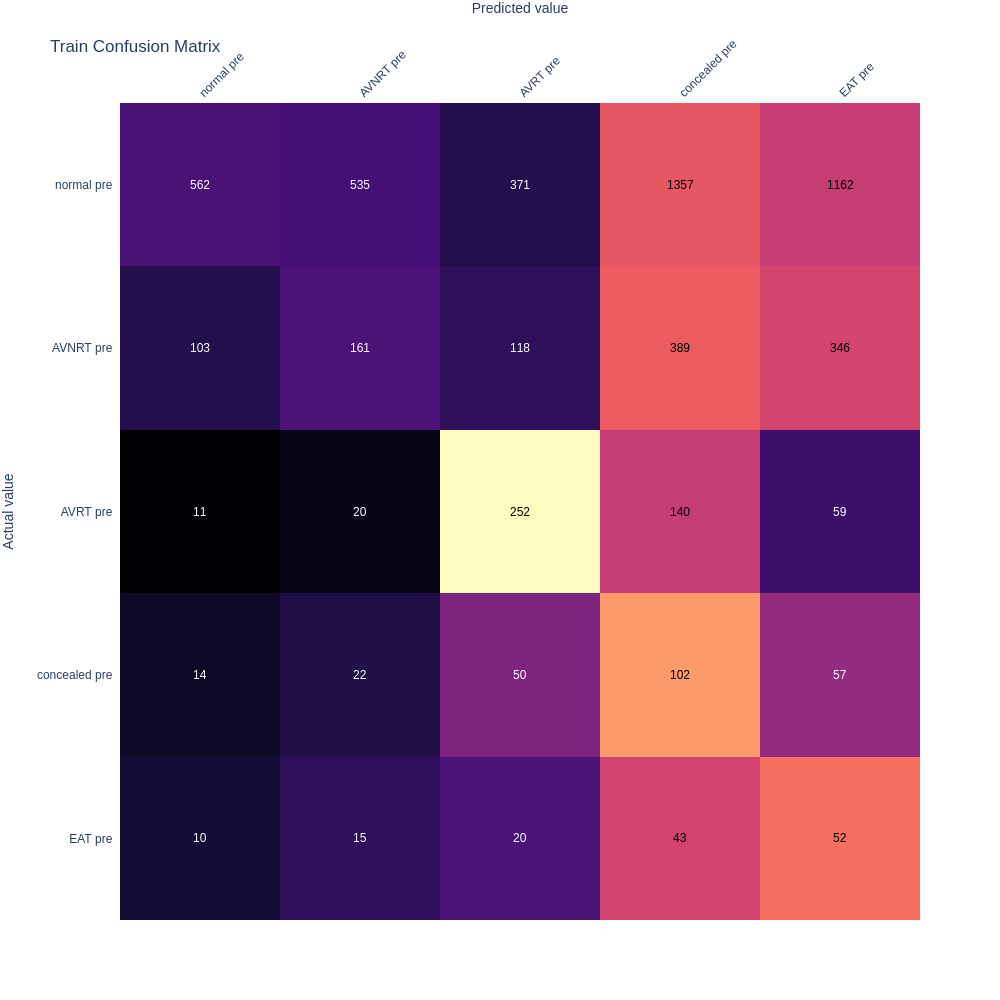 Predicted value
Train Confusion Matrix
normal pre
AVNRT pre
AVRT pre
concealed pre
EAT pre
normal pre 562 535 371 1357 1162
AVNRT pre 103 161 118 389 346
AVRT pre 11 20 252 140 59
concealed pre 14 22 50 102 57
EAT pre 10 15 20 43 52
Actual value